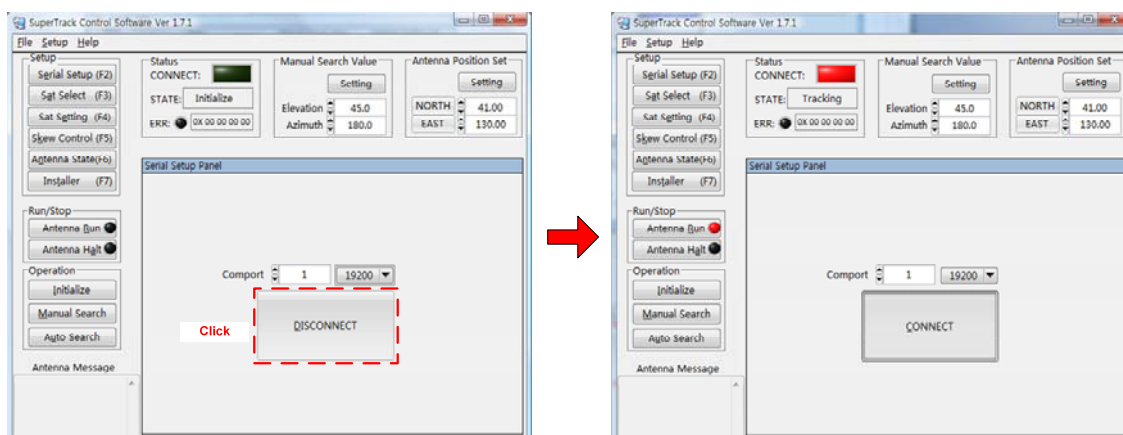 SuperTrack Control Software Ver 1.7.1
File Setup Help
Setup
Serial Setup (F2)
Sat Select (F3)
Sat Setting (F4)
Skew Control (F5)
Antenna State(F6)
Installer (F7)
Run/Stop
Antenna Run
Antenna Halt
Operation
Initialize
Manual Search
Auto Search
Antenna Message
Status
CONNECT:
STATE: Initialize
ERR: 0X 00 00 00 00
Manual Search Value
Setting
Elevation 45.0
Azimuth 180.0
Antenna Position Set
Setting
NORTH 41.00
EAST 130.00
Serial Setup Panel
Comport 1 19200
Click
DISCONNECT
SuperTrack Control Software Ver 1.7.1
File Setup Help
Setup
Serial Setup (F2)
Sat Select (F3)
Sat Setting (F4)
Skew Control (F5)
Antenna State(F6)
Installer (F7)
Run/Stop
Antenna Run
Antenna Halt
Operation
Initialize
Manual Search
Auto Search
Antenna Message
Status
CONNECT:
STATE: Tracking
ERR: 0X 00 00 00 00
Manual Search Value
Setting
Elevation 45.0
Azimuth 180.0
Antenna Position Set
Setting
NORTH 41.00
EAST 130.00
Serial Setup Panel
Comport 1 19200
CONNECT